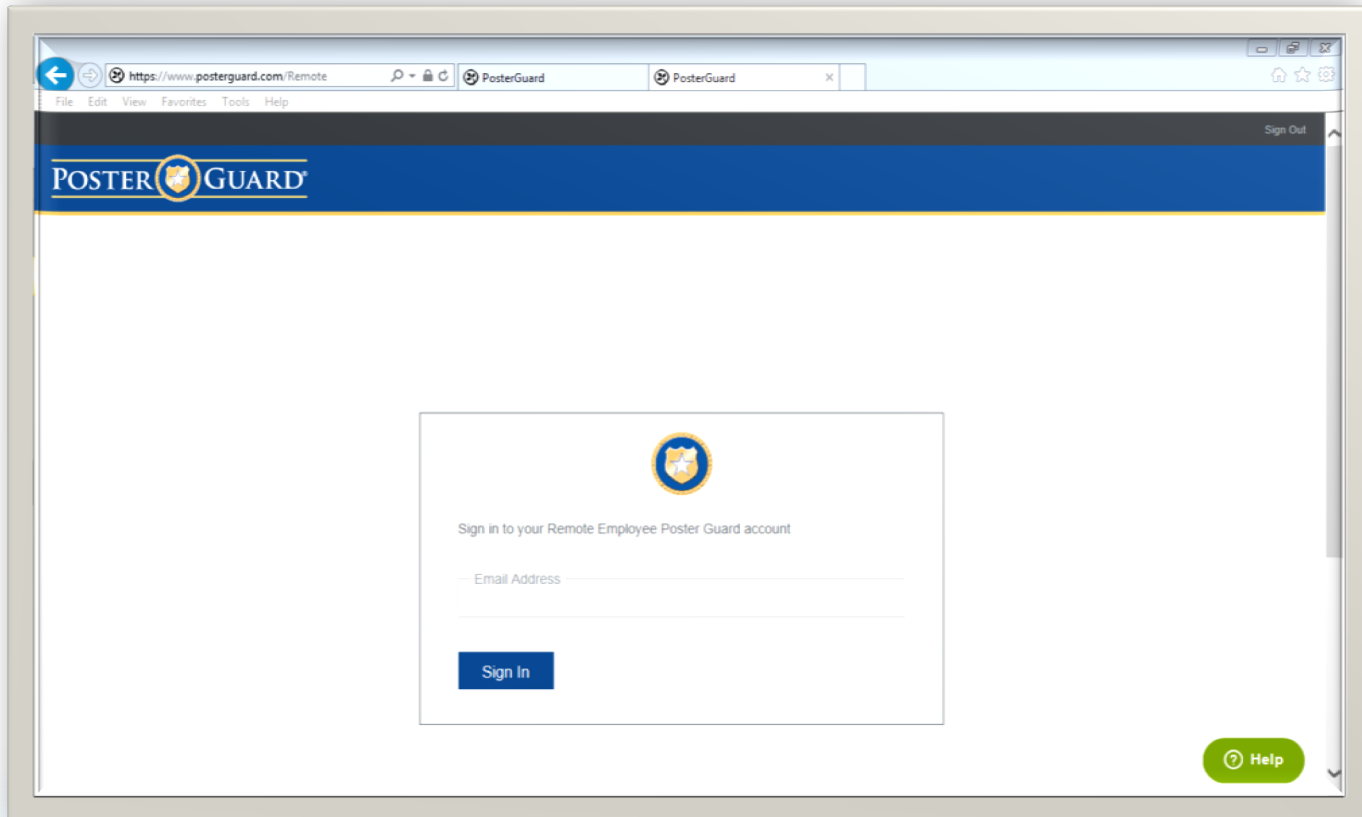 https://www.posterguard.com/Remote
PosterGuard
PosterGuard
File Edit View Favorites Tools Help
Sign Out
POSTER GUARD®
Sign in to your Remote Employee Poster Guard account
Email Address
Sign In
? Help